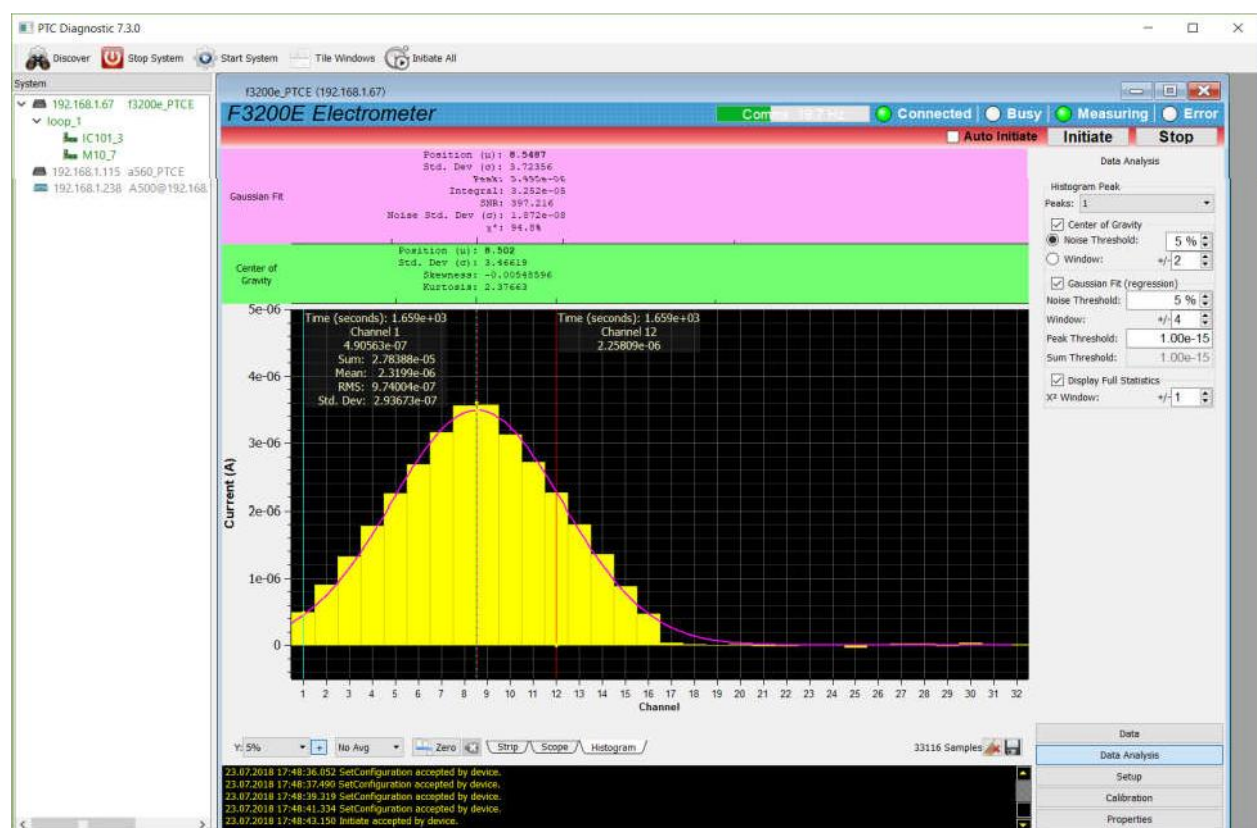 PTC Diagnostic 7.3.0
Discover Stop System Start System Tile Windows Initiate All
System
192.168.1.67 f3200e_PTCE
loop_1
IC101_3
M10_7
192.168.1.115 a560_PTCE
192.168.1.238 A500@192.168.
f3200e_PTCE (192.168.1.67)
F3200E Electrometer
Connected Busy Measuring Error
Auto Initiate Initiate Stop
Gaussian Fit
Position (μ): 8.5487
Std. Dev (σ): 3.72356
Integral: 3.252e-05
SNR: 397.216
Noise Std. Dev (σ): 1.872e-08
χ²: 94.8%
Center of
Gravity
Position (μ): 8.502
Std. Dev (σ): 3.46619
Skewness: -0.00548596
Kurtosis: 2.37663
Time (seconds): 1.659e+03
Channel 1
4.90563e-07
Sum: 2.78388e-05
Mean: 2.3199e-06
RMS: 9.74004e-07
Std. Dev: 2.93673e-07
Time (seconds): 1.659e+03
Channel 12
2.25809e-06
5e-06
4e-06
3e-06
2e-06
1e-06
0
Current (A)
1 2 3 4 5 6 7 8 9 10 11 12 13 14 15 16 17 18 19 20 21 22 23 24 25 26 27 28 29 30 31 32
Channel
Data Analysis
Histogram Peak
Peaks: 1
Center of Gravity
Noise Threshold: 5 %
Window: +/- 2
Gaussian Fit (regression)
Noise Threshold: 5 %
Window: +/- 4
Peak Threshold: 1.00e-15
Sum Threshold: 1.00e-15
Display Full Statistics
X² Window: +/- 1
Y: 5% No Avg Zero Strip Scope Histogram 33116 Samples
Data
Data Analysis
Setup
Calibration
Properties
23.07.2018 17:48:36.052 SetConfiguration accepted by device.
23.07.2018 17:48:37.490 SetConfiguration accepted by device.
23.07.2018 17:48:39.319 SetConfiguration accepted by device.
23.07.2018 17:48:41.334 SetConfiguration accepted by device.
23.07.2018 17:48:43.150 Initiate accepted by device.